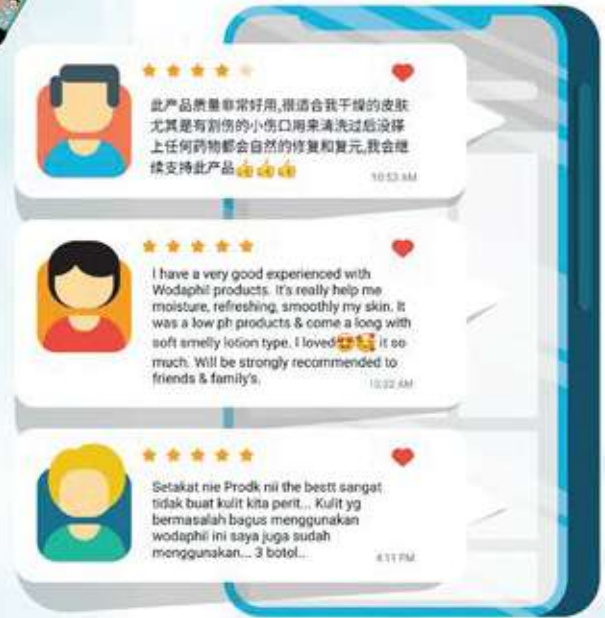 此产品质量非常好用,很适合我干燥的皮肤
尤其是有割伤的小伤口用来清洗过后没搽
上任何药物都会自然的修复和复元,我会继
续支持此产品👍👍👍
10:53 AM
I have a very good experienced with
Wodaphil products. It's really help me
moisture, refreshing, smoothly my skin. It
was a low ph products & come a long with
soft smelly lotion type. I loved😍🥰 it so
much. Will be strongly recommended to
friends & family's.
10:22 AM
Setakat nie Prodk nii the bestt sangat
tidak buat kulit kita perit... Kulit yg
bermasalah bagus menggunakan
wodaphil ini saya juga sudah
menggunakan... 3 botol..
4:11 PM